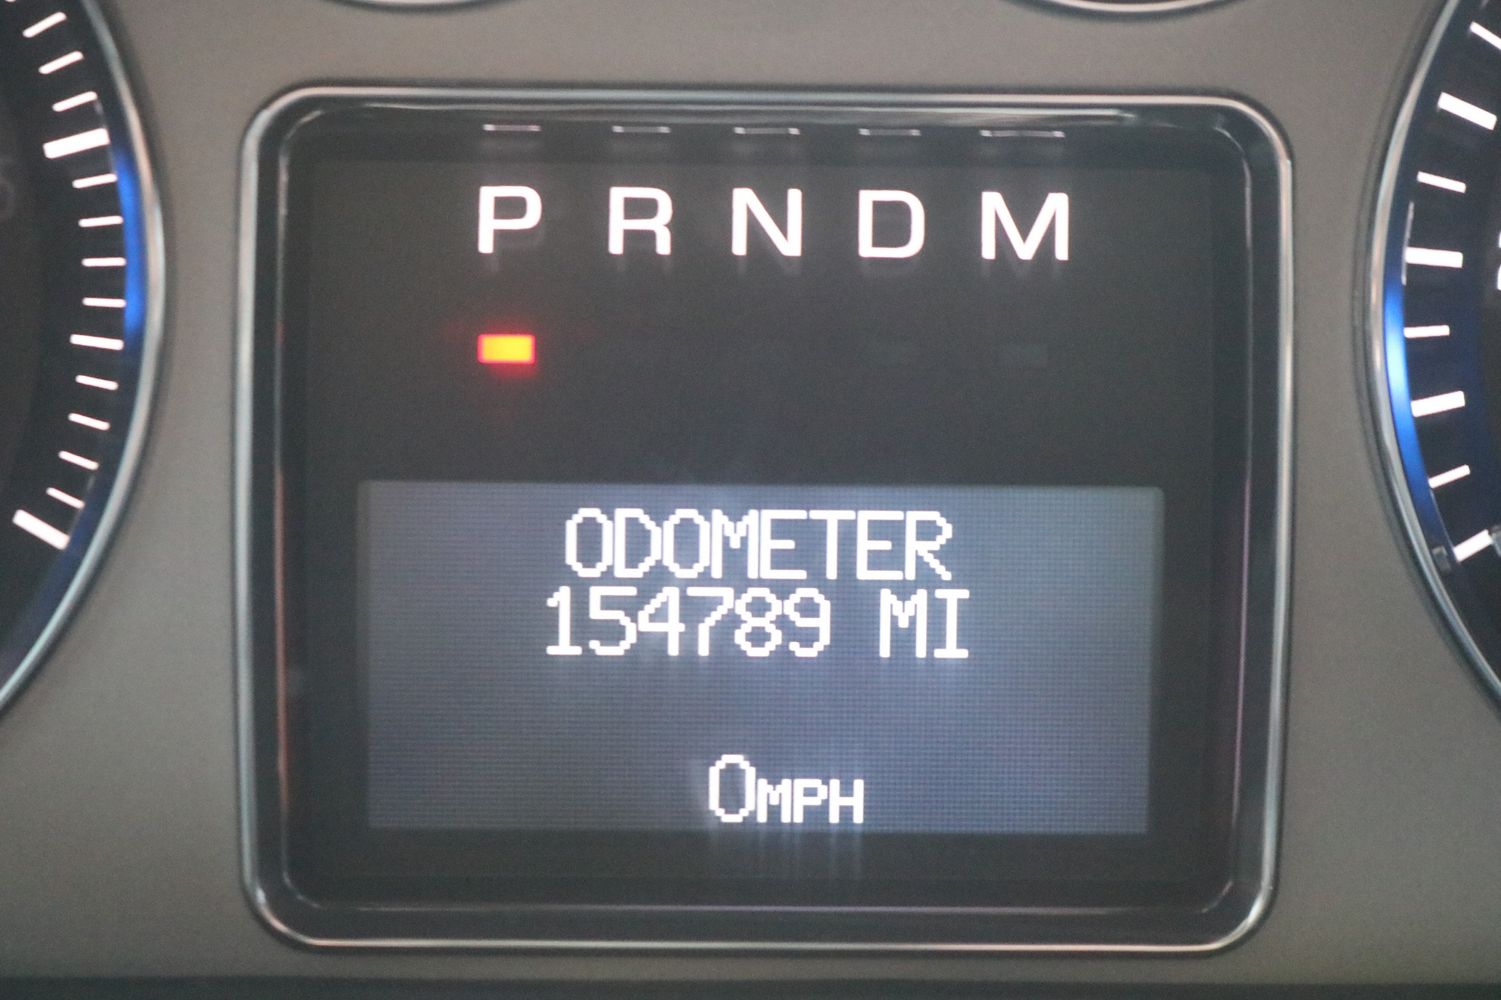 P R N D M
ODOMETER
154789 MI
0MPH